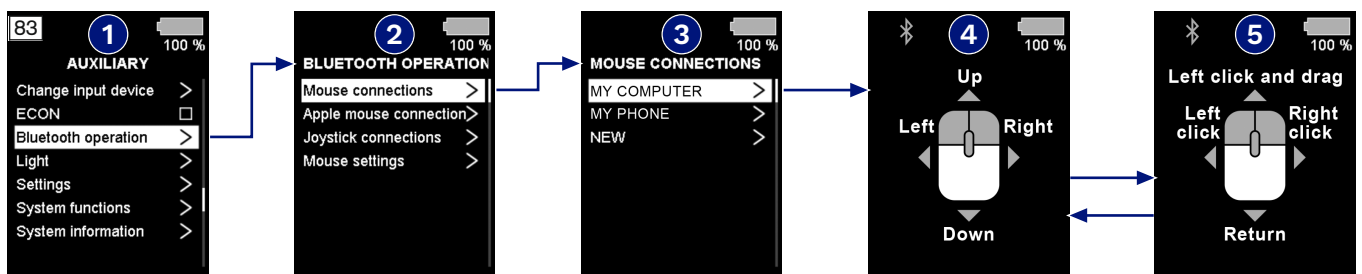 83
1
100 %
AUXILIARY
Change input device
ECON
Bluetooth operation
Light
Settings
System functions
System information
2
100 %
BLUETOOTH OPERATION
Mouse connections
Apple mouse connection
Joystick connections
Mouse settings
3
100 %
MOUSE CONNECTIONS
MY COMPUTER
MY PHONE
NEW
4
100 %
Up
Left
Right
Down
5
100 %
Left click and drag
Left
click
Right
click
Return